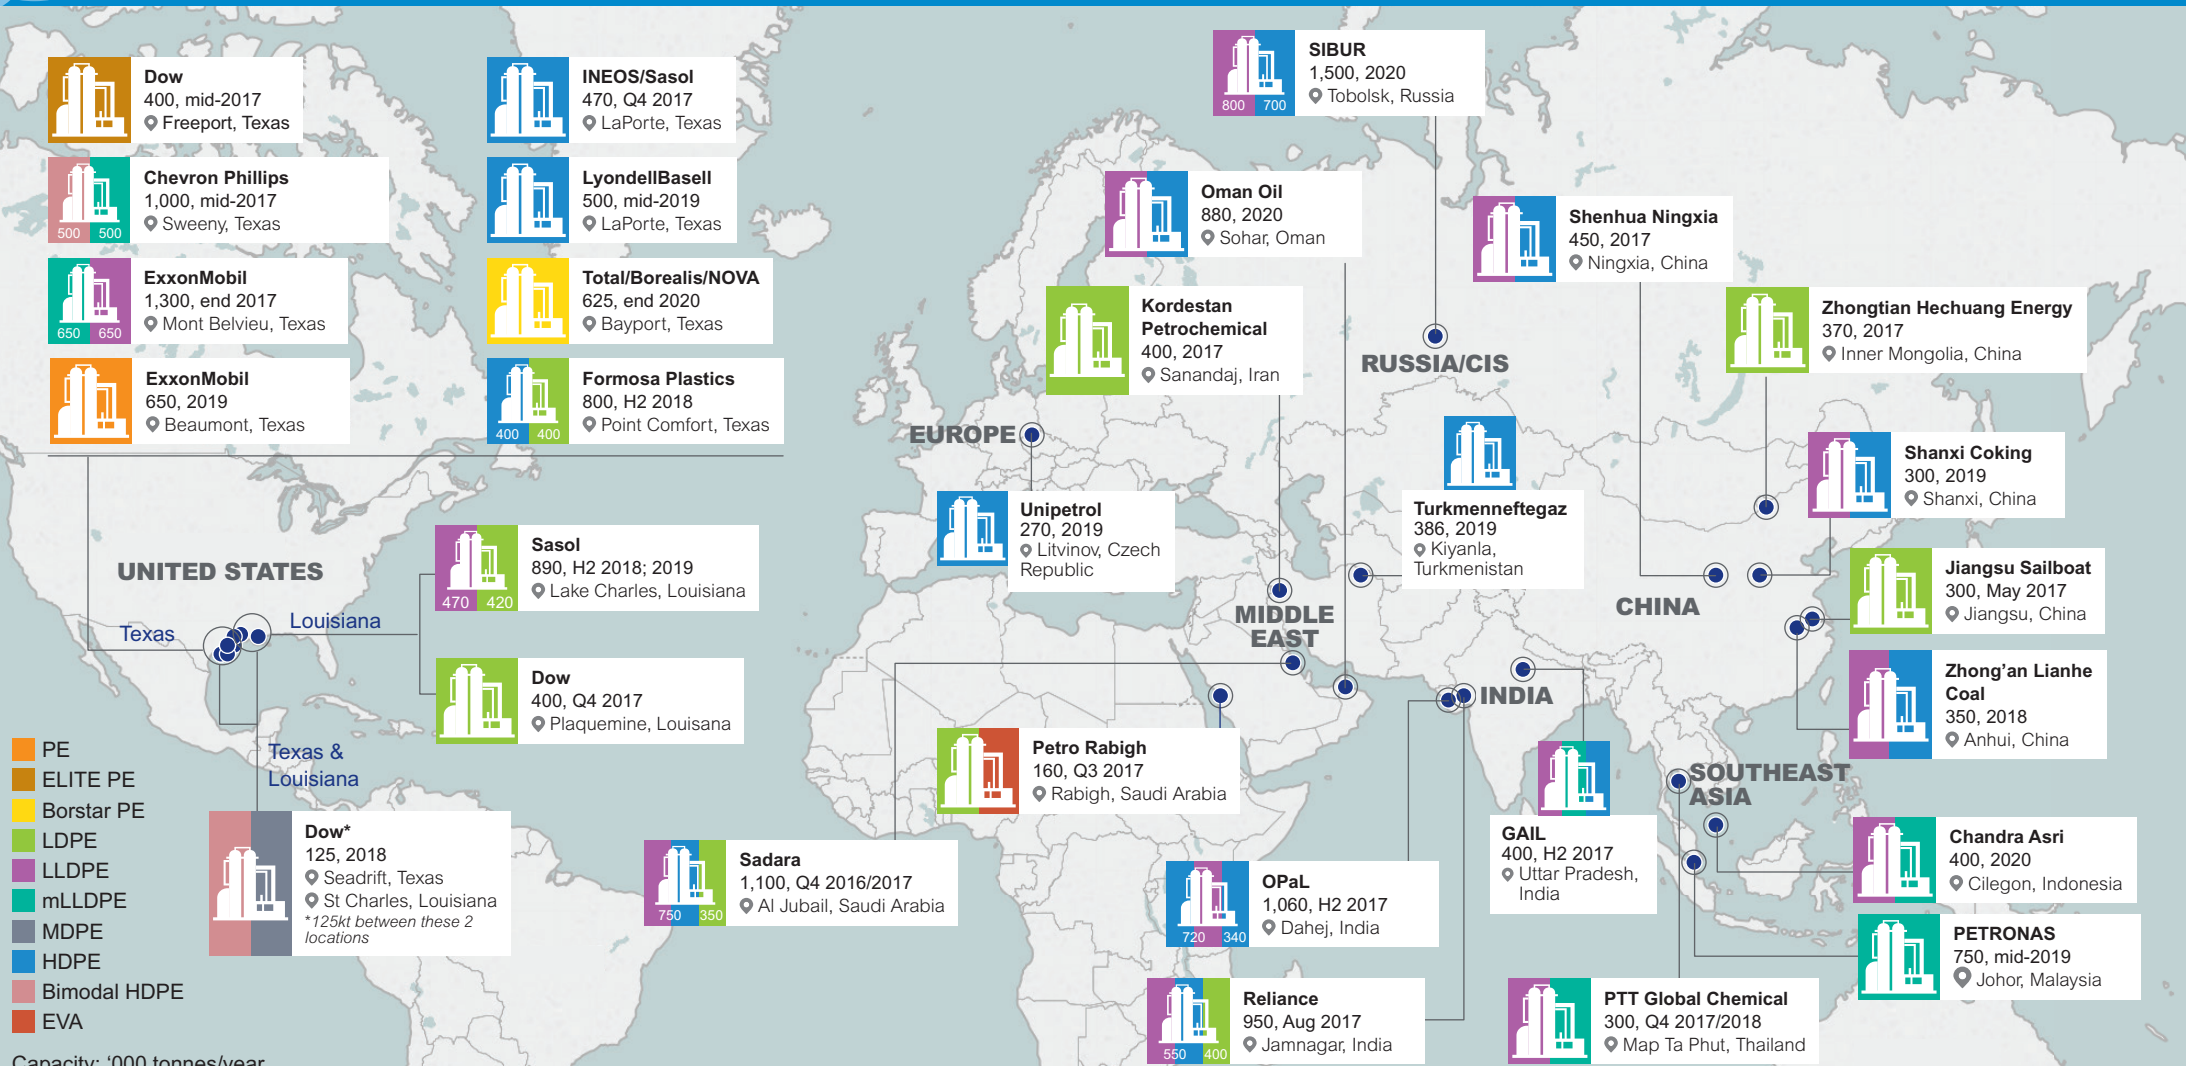 Dow
400, mid-2017
Freeport, Texas
Chevron Phillips
1,000, mid-2017
Sweeny, Texas
500 500
ExxonMobil
1,300, end 2017
Mont Belvieu, Texas
650 650
ExxonMobil
650, 2019
Beaumont, Texas
INEOS/Sasol
470, Q4 2017
LaPorte, Texas
LyondellBasell
500, mid-2019
LaPorte, Texas
Total/Borealis/NOVA
625, end 2020
Bayport, Texas
Formosa Plastics
800, H2 2018
Point Comfort, Texas
400 400
SIBUR
1,500, 2020
Tobolsk, Russia
800 700
Oman Oil
880, 2020
Sohar, Oman
Shenhua Ningxia
450, 2017
Ningxia, China
Kordestan
Petrochemical
400, 2017
Sanandaj, Iran
Zhongtian Hechuang Energy
370, 2017
Inner Mongolia, China
RUSSIA/CIS
EUROPE
Unipetrol
270, 2019
Litvinov, Czech
Republic
Turkmenneftegaz
386, 2019
Kiyanla,
Turkmenistan
Shanxi Coking
300, 2019
Shanxi, China
Jiangsu Sailboat
300, May 2017
Jiangsu, China
CHINA
Zhong’an Lianhe
Coal
350, 2018
Anhui, China
UNITED STATES
Texas
Louisiana
Sasol
890, H2 2018; 2019
Lake Charles, Louisiana
470 420
Dow
400, Q4 2017
Plaquemine, Louisana
Texas &
Louisiana
Dow*
125, 2018
Seadrift, Texas
St Charles, Louisiana
*125kt between these 2
locations
MIDDLE
EAST
INDIA
Petro Rabigh
160, Q3 2017
Rabigh, Saudi Arabia
Sadara
1,100, Q4 2016/2017
Al Jubail, Saudi Arabia
750 350
OPaL
1,060, H2 2017
Dahej, India
720 340
Reliance
950, Aug 2017
Jamnagar, India
550 400
GAIL
400, H2 2017
Uttar Pradesh,
India
SOUTHEAST
ASIA
Chandra Asri
400, 2020
Cilegon, Indonesia
PETRONAS
750, mid-2019
Johor, Malaysia
PTT Global Chemical
300, Q4 2017/2018
Map Ta Phut, Thailand
PE
ELITE PE
Borstar PE
LDPE
LLDPE
mLLDPE
MDPE
HDPE
Bimodal HDPE
EVA
Capacity: ‘000 tonnes/year